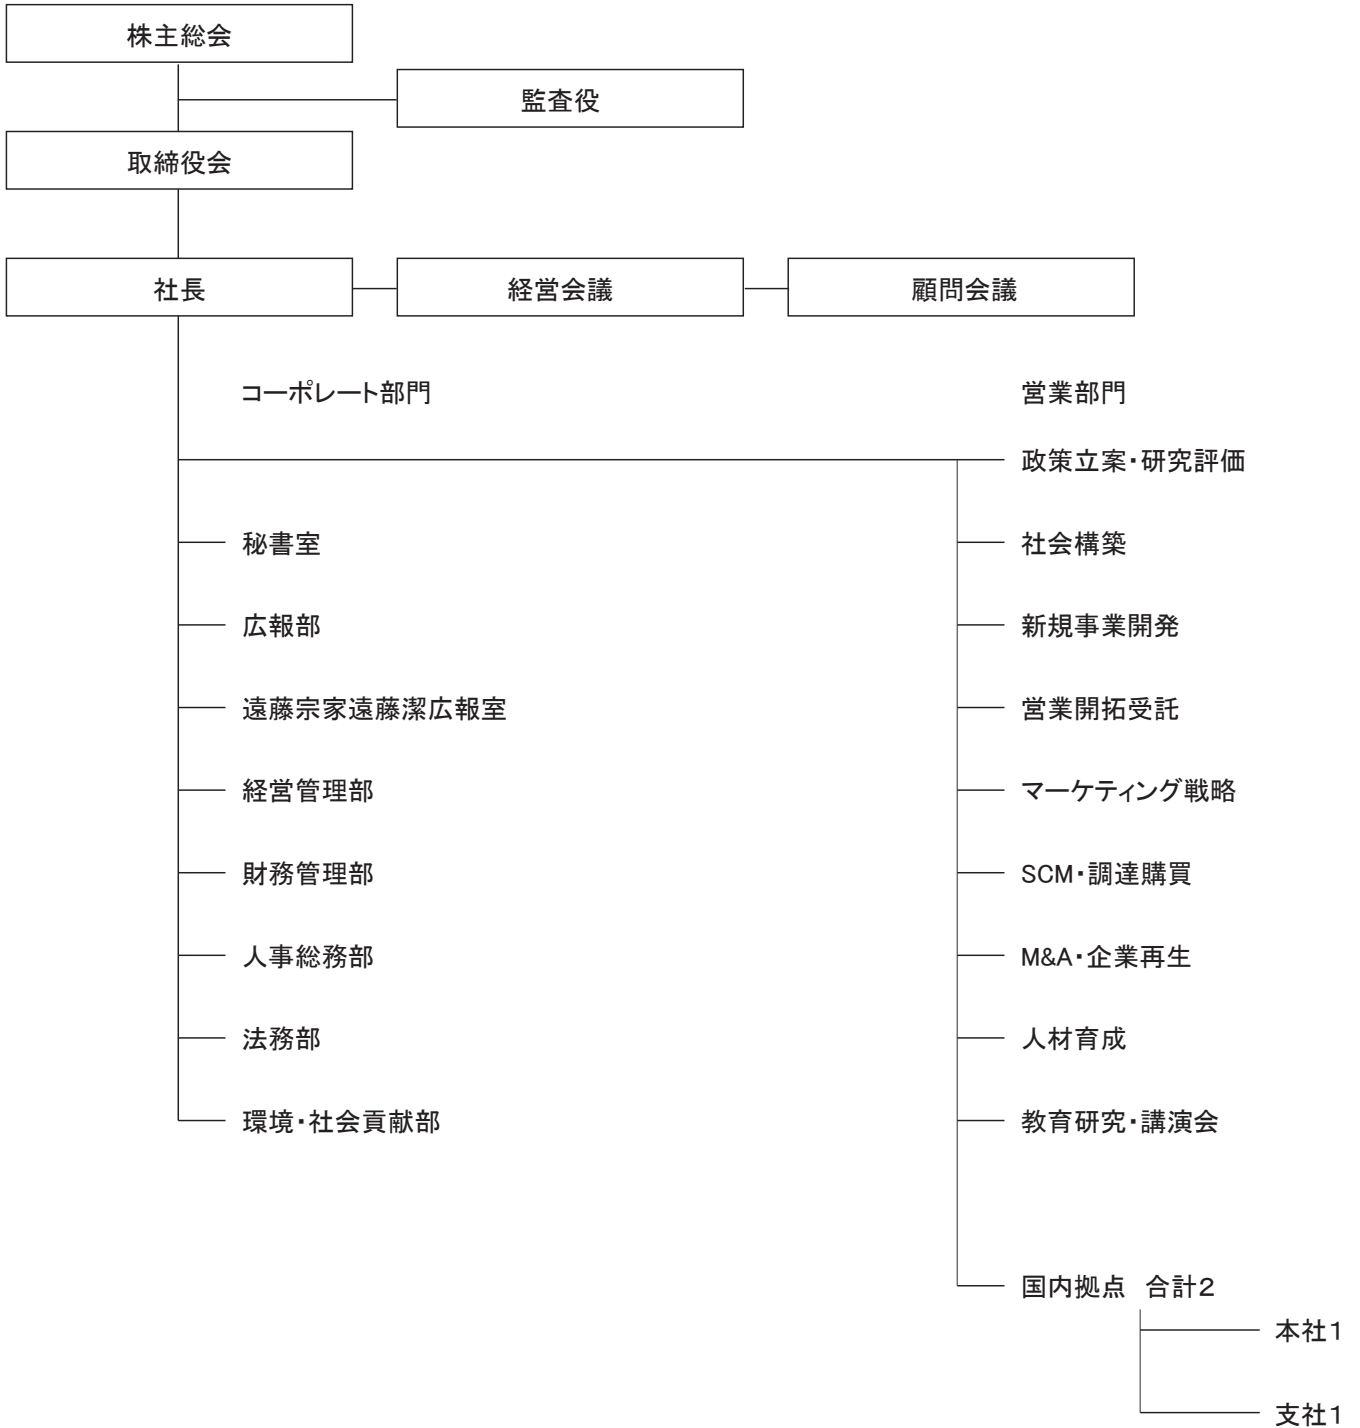 株主総会
監査役
取締役会
社長
経営会議
顧問会議
コーポレート部門
営業部門
政策立案・研究評価
秘書室
社会構築
広報部
新規事業開発
遠藤宗家遠藤潔広報室
営業開拓受託
経営管理部
マーケティング戦略
財務管理部
SCM・調達購買
人事総務部
M&A・企業再生
法務部
人材育成
環境・社会貢献部
教育研究・講演会
国内拠点　合計２
本社１
支社１